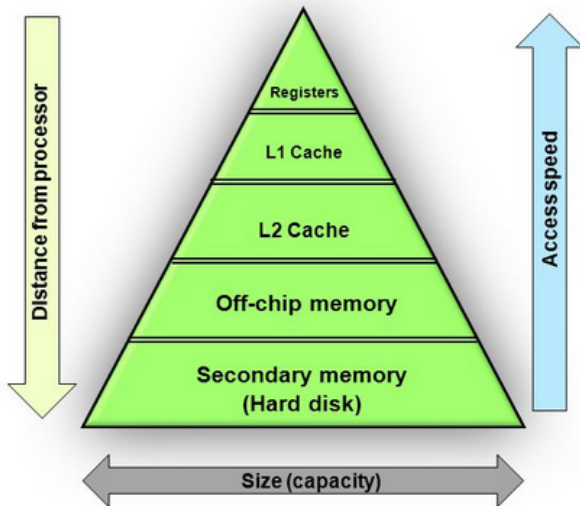 Registers
L1 Cache
L2 Cache
Off-chip memory
Secondary memory
(Hard disk)
Distance from processor
Access speed
Size (capacity)